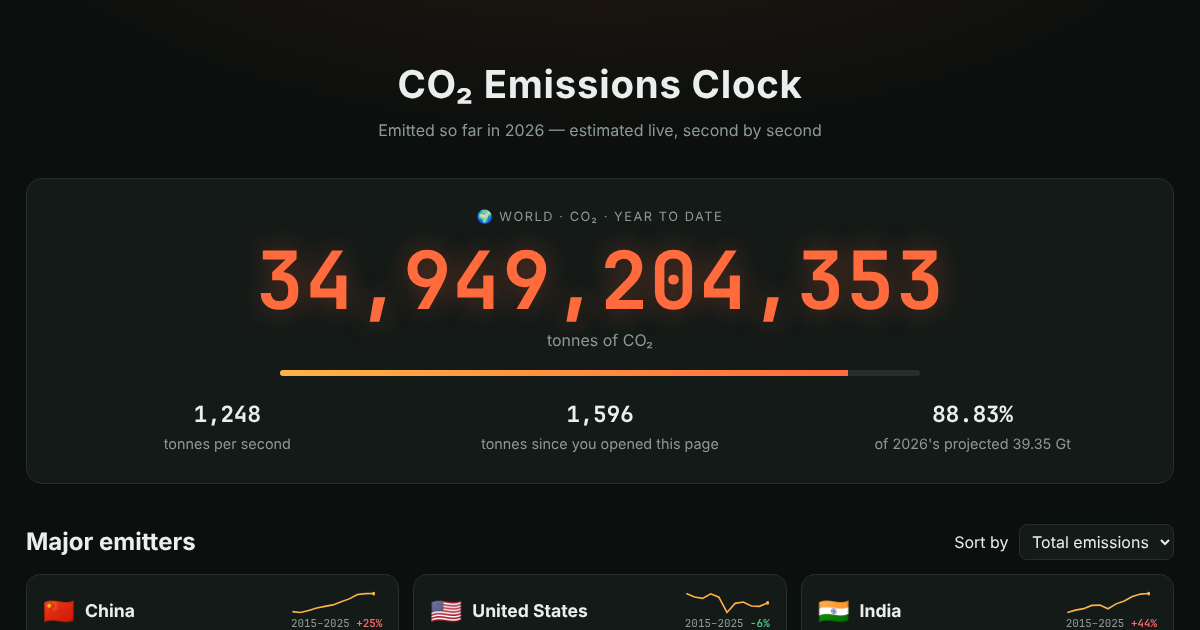 CO₂ Emissions Clock
Emitted so far in 2026 — estimated live, second by second
🌍 WORLD · CO₂ · YEAR TO DATE
34,949,204,353
tonnes of CO₂
1,248 1,596 88.83%
tonnes per second tonnes since you opened this page of 2026's projected 39.35 Gt
Major emitters Sort by Total emissions
China United States India
2015–2025 +25% 2015–2025 -6% 2015–2025 +44%